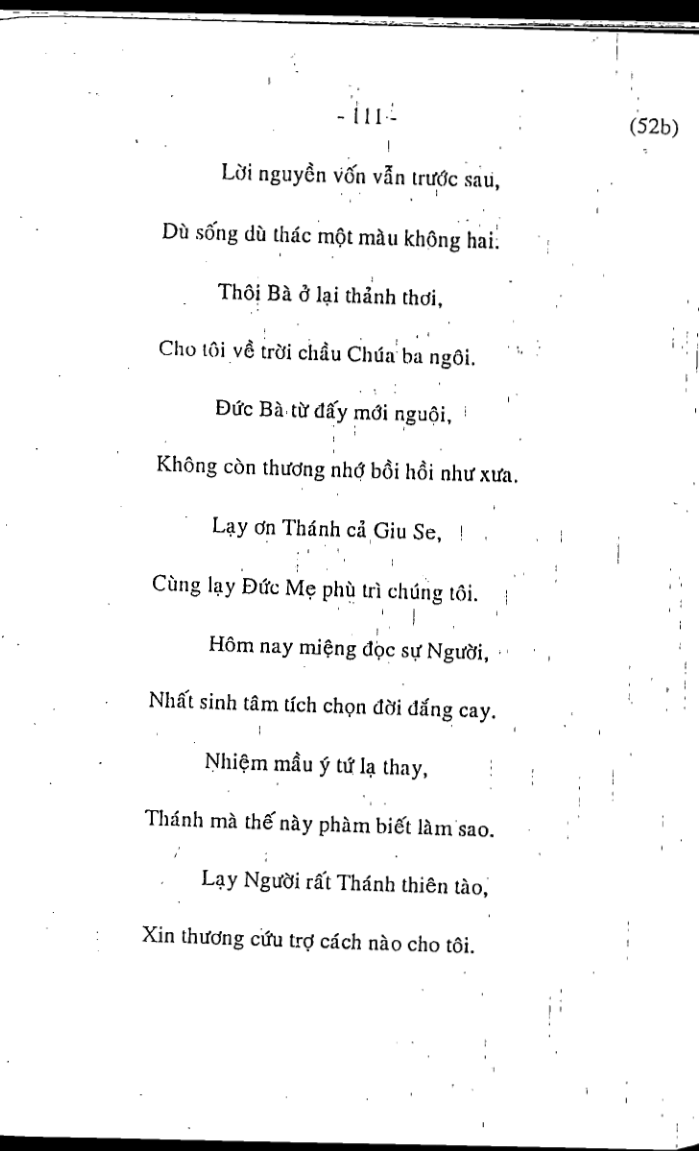 - 111 -
(52b)
Lời nguyền vốn vẫn trước sau,
Dù sống dù thác một màu không hai.
Thôi Bà ở lại thảnh thơi,
Cho tôi về trời chầu Chúa ba ngôi.
Đức Bà từ đấy mới nguội,
Không còn thương nhớ bồi hồi như xưa.
Lạy ơn Thánh cả Giu Se,
Cùng lạy Đức Mẹ phù trì chúng tôi.
Hôm nay miệng đọc sự Người,
Nhất sinh tâm tích chọn đời đắng cay.
Nhiệm mầu ý tứ lạ thay,
Thánh mà thế này phàm biết làm sao.
Lạy Người rất Thánh thiên tào,
Xin thương cứu trợ cách nào cho tôi.